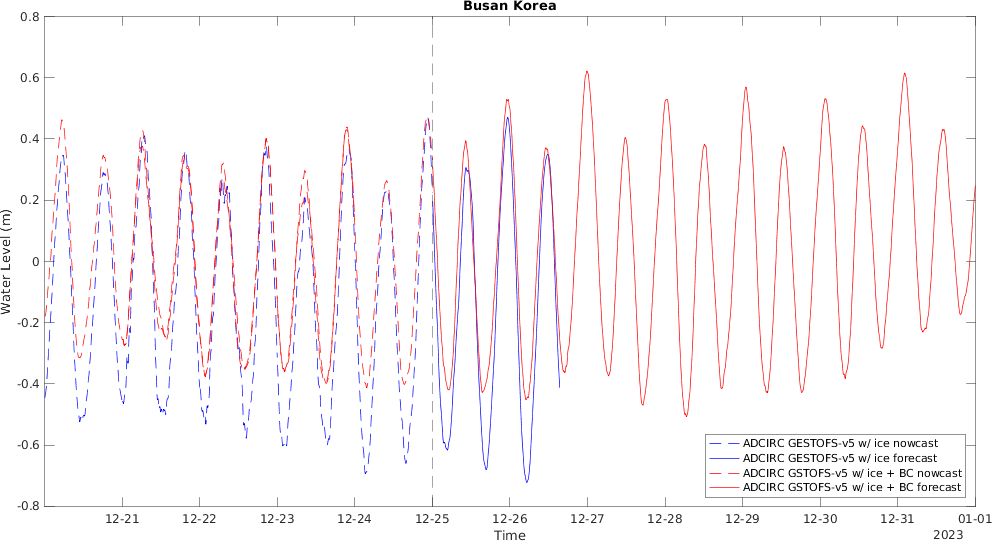 Busan Korea
0.8
0.6
0.4
0.2
0
-0.2
-0.4
-0.6
-0.8
Water Level (m)
ADCIRC GESTOFS-v5 w/ ice nowcast
ADCIRC GESTOFS-v5 w/ ice forecast
ADCIRC GSTOFS-v5 w/ ice + BC nowcast
ADCIRC GSTOFS-v5 w/ ice + BC forecast
12-21 12-22 12-23 12-24 12-25 12-26 12-27 12-28 12-29 12-30 12-31 01-01
Time
2023